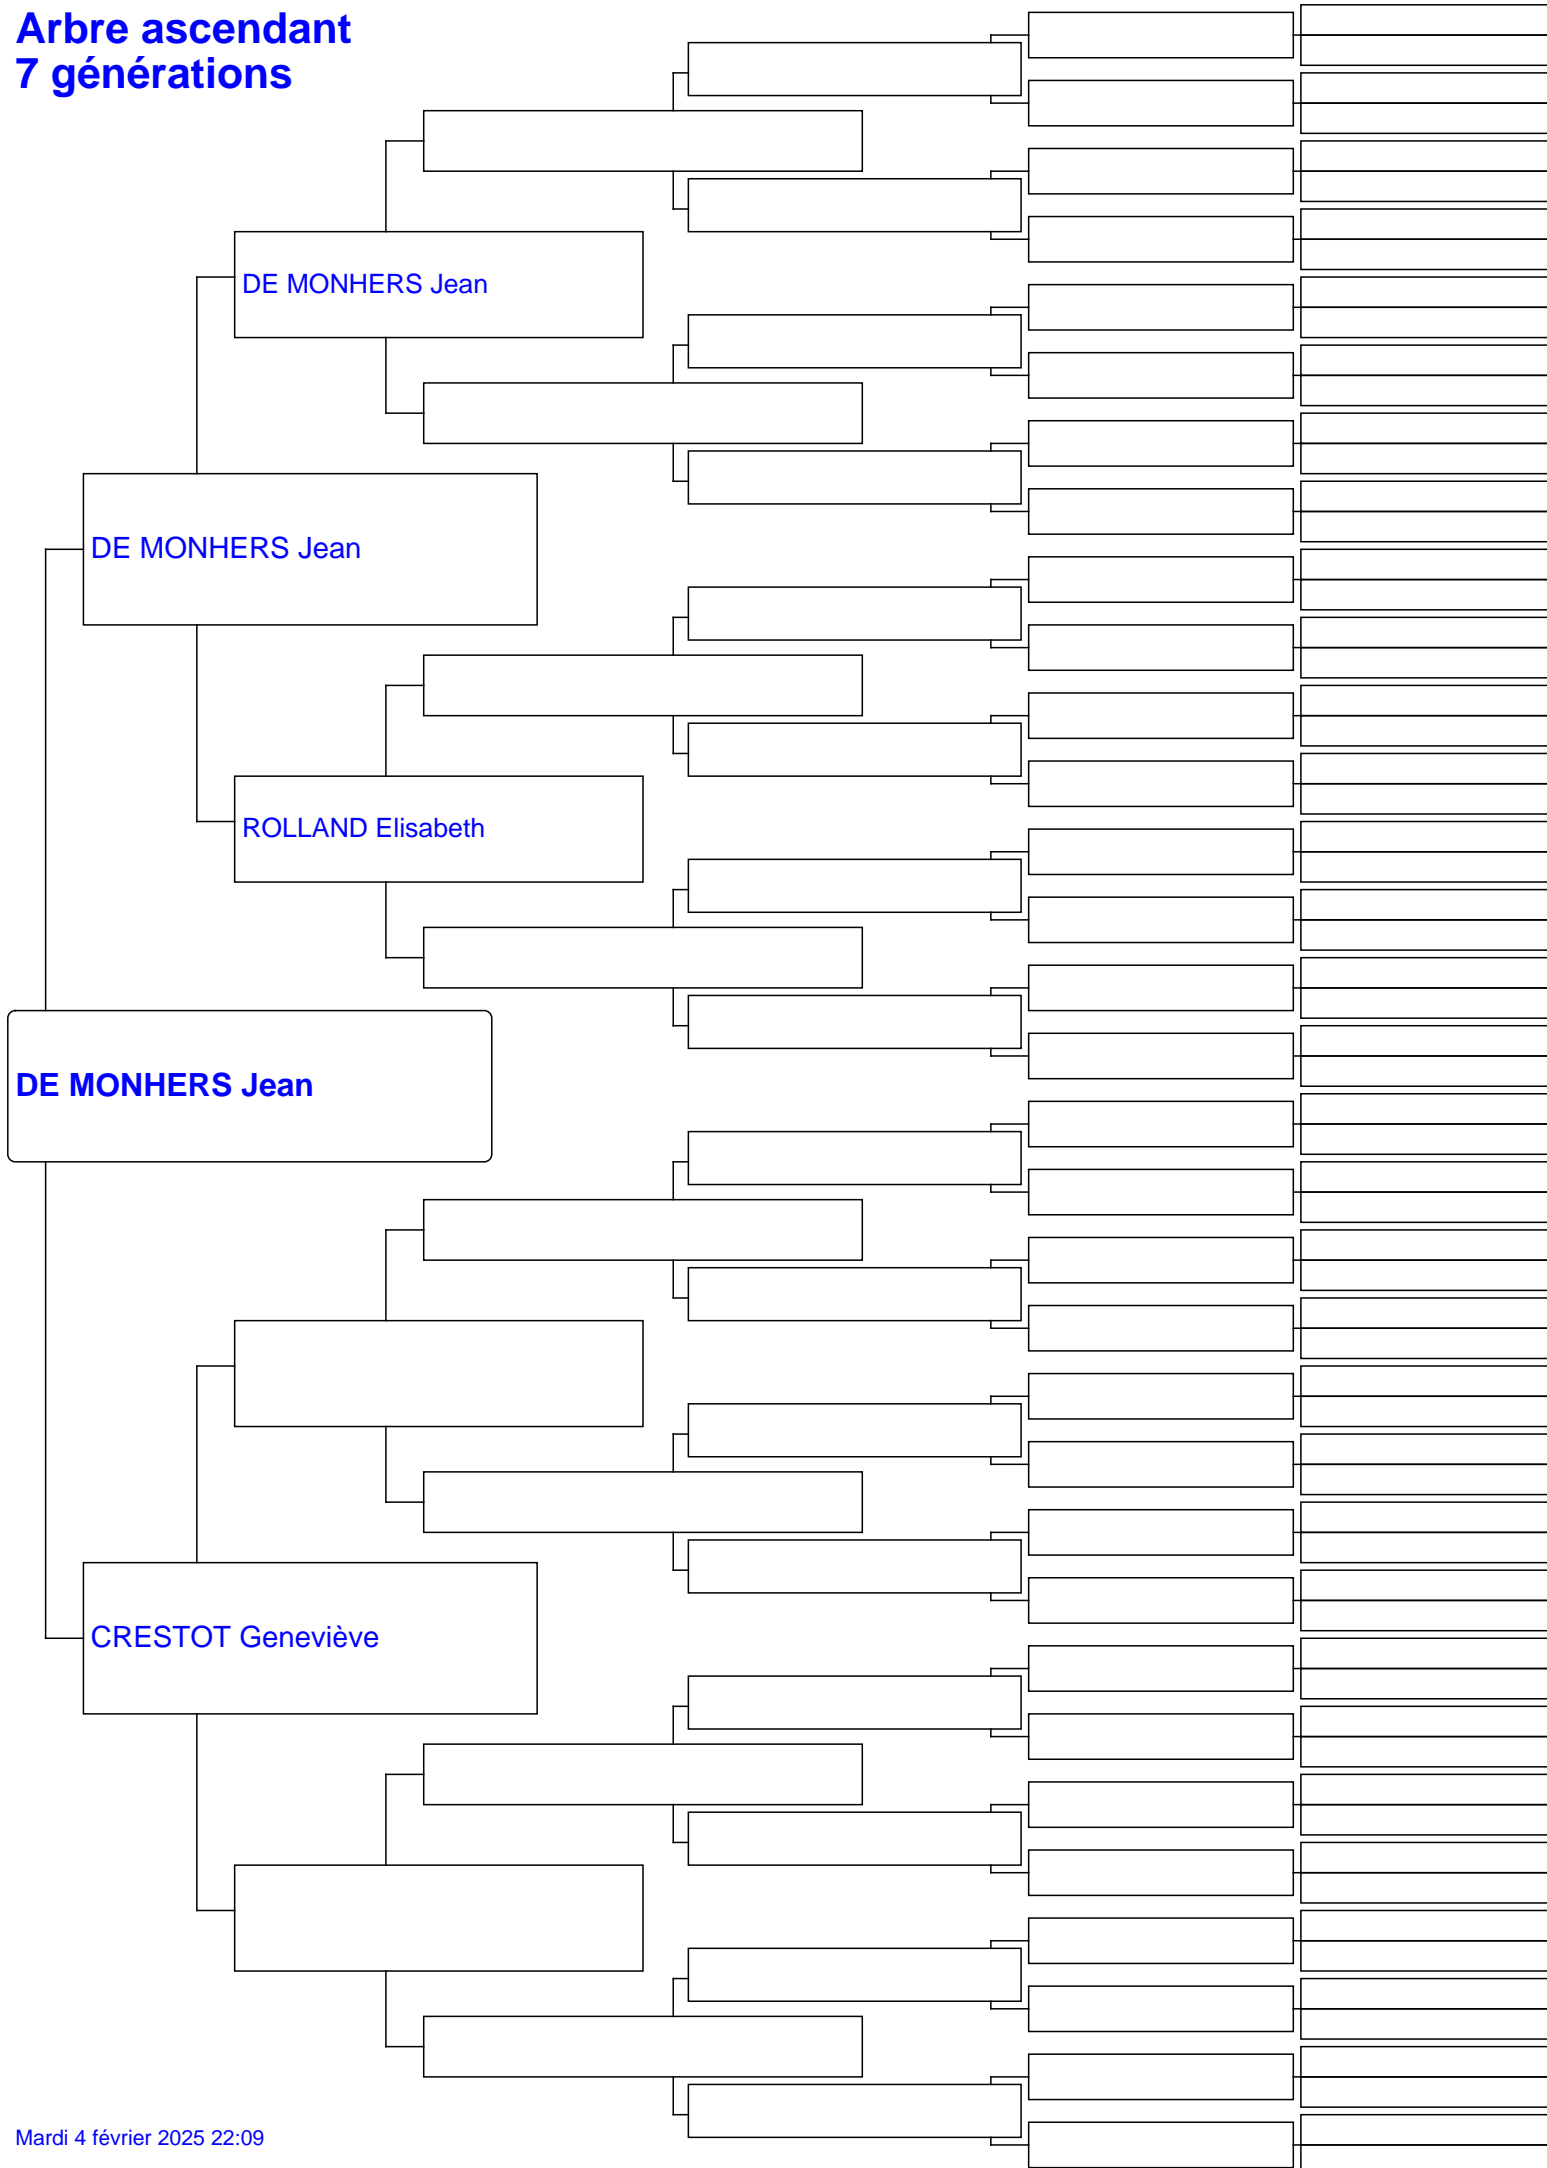 Arbre ascendant
7 générations
DE MONHERS Jean
DE MONHERS Jean
ROLLAND Elisabeth
DE MONHERS Jean
CRESTOT Geneviève
Mardi 4 février 2025 22:09